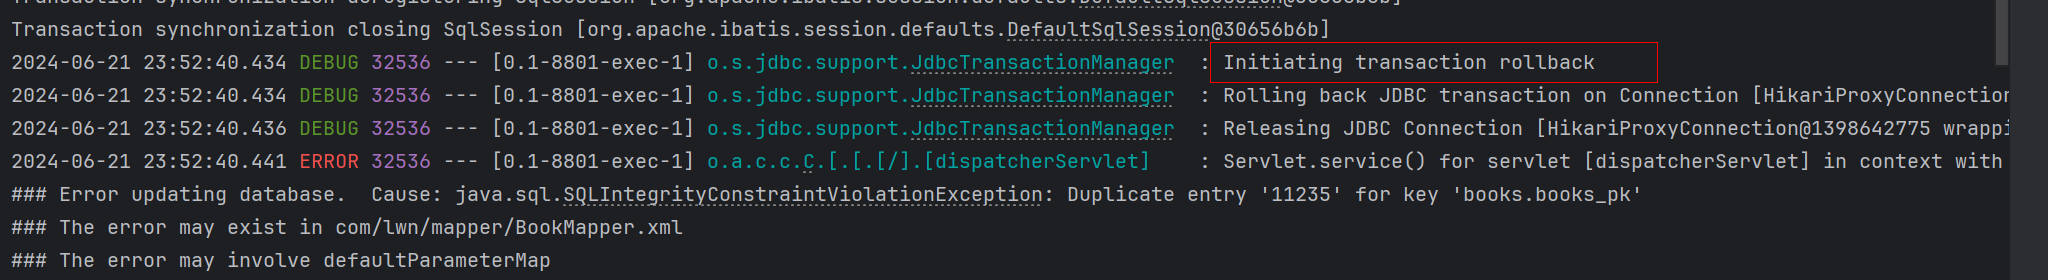 Transaction synchronization deregistering SqlSession [org.apache.ibatis.session.defaults.DefaultSqlSession@30656b6b]
Transaction synchronization closing SqlSession [org.apache.ibatis.session.defaults.DefaultSqlSession@30656b6b]
2024-06-21 23:52:40.434 DEBUG 32536 --- [0.1-8801-exec-1] o.s.jdbc.support.JdbcTransactionManager : Initiating transaction rollback
2024-06-21 23:52:40.434 DEBUG 32536 --- [0.1-8801-exec-1] o.s.jdbc.support.JdbcTransactionManager : Rolling back JDBC transaction on Connection [HikariProxyConnection
2024-06-21 23:52:40.436 DEBUG 32536 --- [0.1-8801-exec-1] o.s.jdbc.support.JdbcTransactionManager : Releasing JDBC Connection [HikariProxyConnection@1398642775 wrappi
2024-06-21 23:52:40.441 ERROR 32536 --- [0.1-8801-exec-1] o.a.c.c.C.[.[.[/].[dispatcherServlet] : Servlet.service() for servlet [dispatcherServlet] in context with
### Error updating database. Cause: java.sql.SQLIntegrityConstraintViolationException: Duplicate entry '11235' for key 'books.books_pk'
### The error may exist in com/lwn/mapper/BookMapper.xml
### The error may involve defaultParameterMap